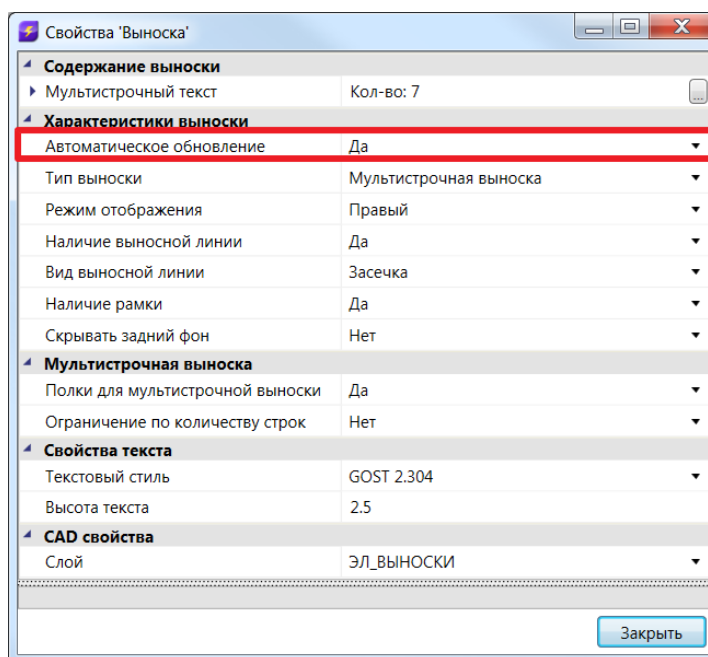 Свойства 'Выноска'
Содержание выноски
Мультистрочный текст Кол-во: 7 ...
Характеристики выноски
Автоматическое обновление Да
Тип выноски Мультистрочная выноска
Режим отображения Правый
Наличие выносной линии Да
Вид выносной линии Засечка
Наличие рамки Да
Скрывать задний фон Нет
Мультистрочная выноска
Полки для мультистрочной выноски Да
Ограничение по количеству строк Нет
Свойства текста
Текстовый стиль GOST 2.304
Высота текста 2.5
CAD свойства
Слой ЭЛ_ВЫНОСКИ
Закрыть